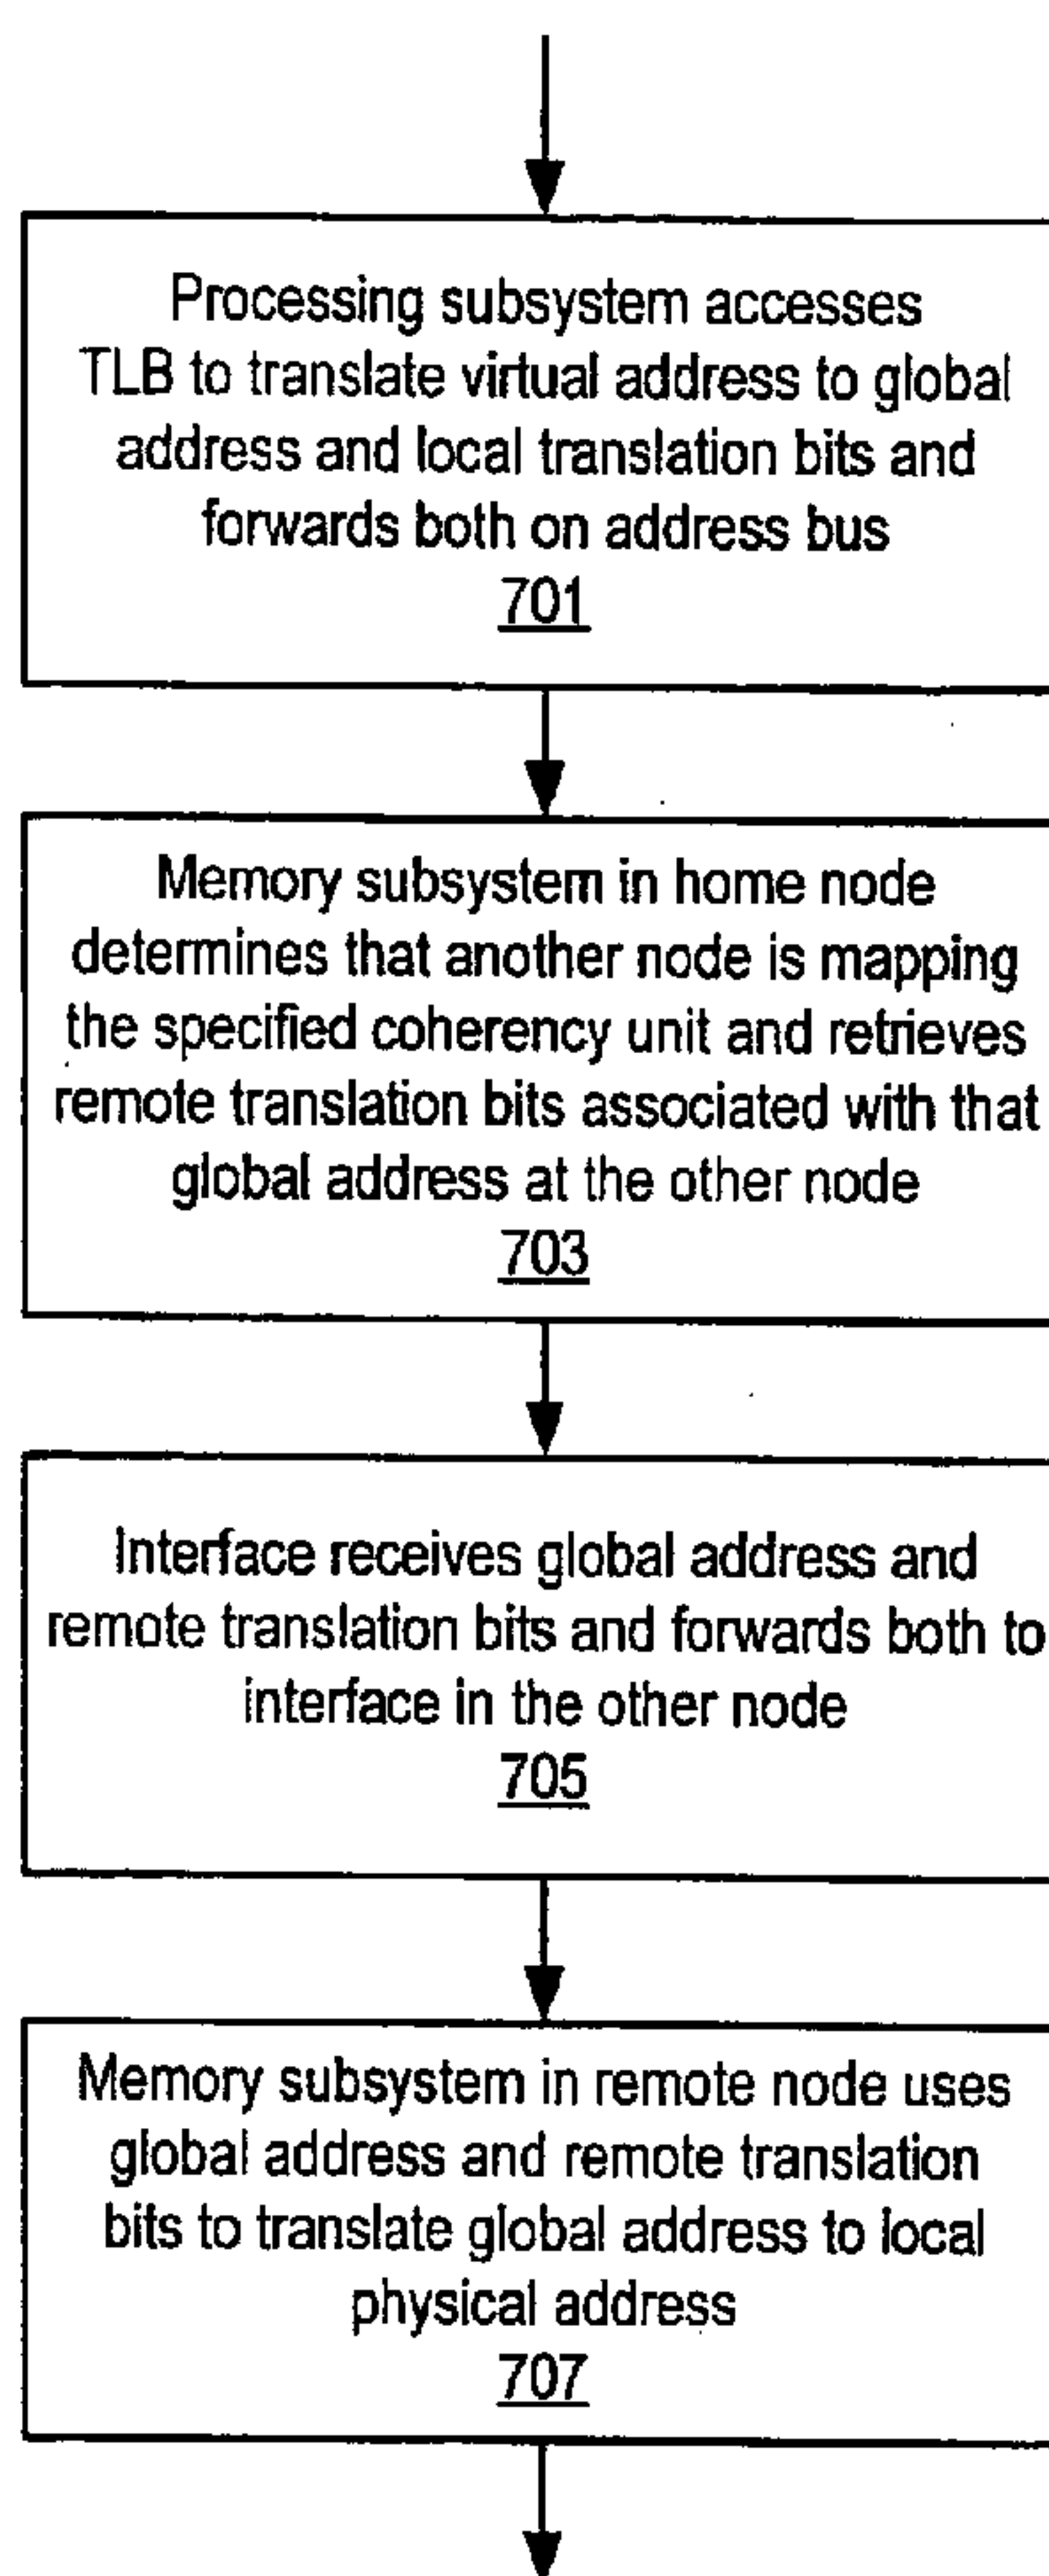 Processing subsystem accesses
TLB to translate virtual address to global
address and local translation bits and
forwards both on address bus
701
Memory subsystem in home node
determines that another node is mapping
the specified coherency unit and retrieves
remote translation bits associated with that
global address at the other node
703
Interface receives global address and
remote translation bits and forwards both to
interface in the other node
705
Memory subsystem in remote node uses
global address and remote translation
bits to translate global address to local
physical address
707